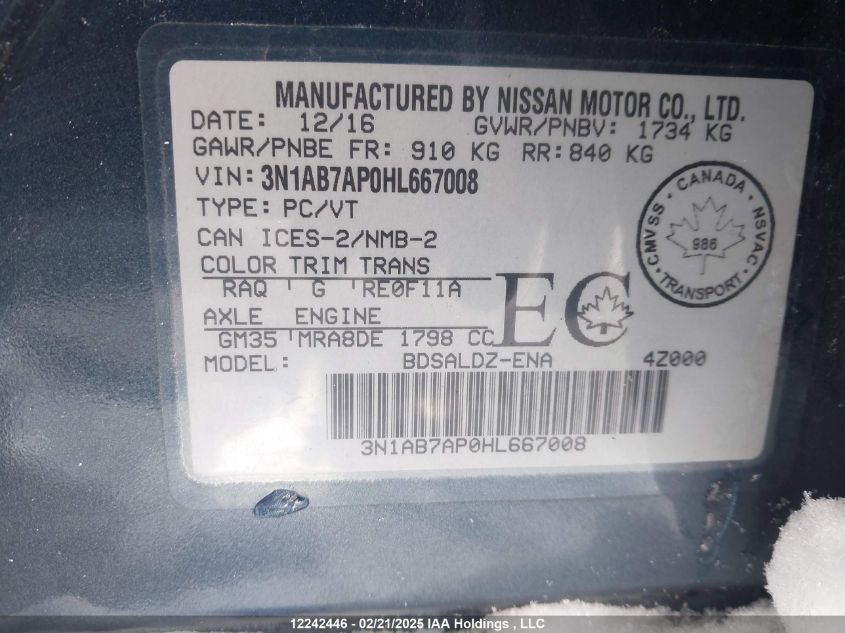 MANUFACTURED BY NISSAN MOTOR CO., LTD.
DATE: 12/16 GVWR/PNBV: 1734 KG
GAWR/PNBE FR: 910 KG RR: 840 KG
VIN: 3N1AB7AP0HL667008
TYPE: PC/VT
CAN ICES-2/NMB-2
CANADA
CMVSS NSVAC
986
TRANSPORT
COLOR TRIM TRANS
RAQ G RE0F11A
AXLE ENGINE
GM35 MRA8DE 1798 CC
EC
MODEL: BDSALDZ-ENA 4Z000
3N1AB7AP0HL667008
12242446 - 02/21/2025 IAA Holdings, LLC